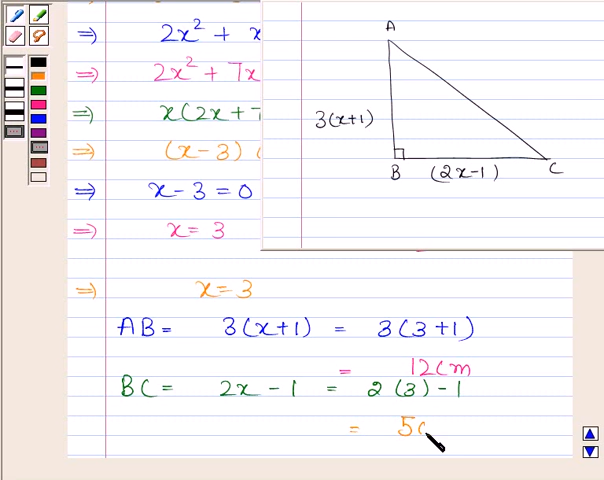 ⇒ 2x² + x
⇒ 2x² + 7x
⇒ x(2x+7
⇒ (x-3) (
⇒ x-3 = 0
⇒ x = 3
⇒ x = 3
AB = 3(x+1) = 3(3+1)
= 12cm
BC = 2x - 1 = 2(3) - 1
= 5c
A
3(x+1)
B (2x-1) C